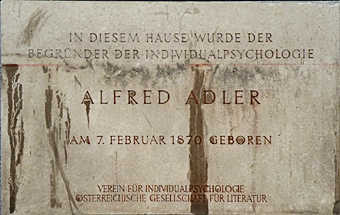 IN DIESEM HAUSE WURDE DER
BEGRÜNDER DER INDIVIDUALPSYCHOLOGIE
ALFRED ADLER
AM 7. FEBRUAR 1870 GEBOREN
VEREIN FÜR INDIVIDUALPSYCHOLOGIE
ÖSTERREICHISCHE GESELLSCHAFT FÜR LITERATUR